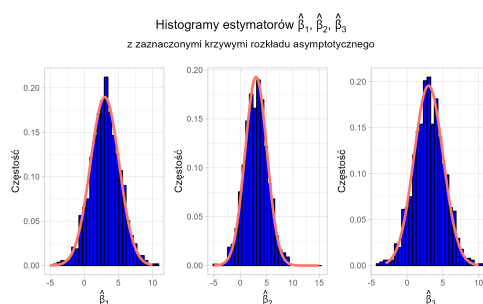 Histogramy estymatorów β̂₁, β̂₂, β̂₃
z zaznaczonymi krzywymi rozkładu asymptotycznego
Częstość
0.20
0.15
0.10
0.05
0.00
-5 0 5 10
β̂₁
Częstość
0.20
0.15
0.10
0.05
0.00
-5 0 5 10 15
β̂₂
Częstość
0.20
0.15
0.10
0.05
0.00
-5 0 5 10
β̂₃